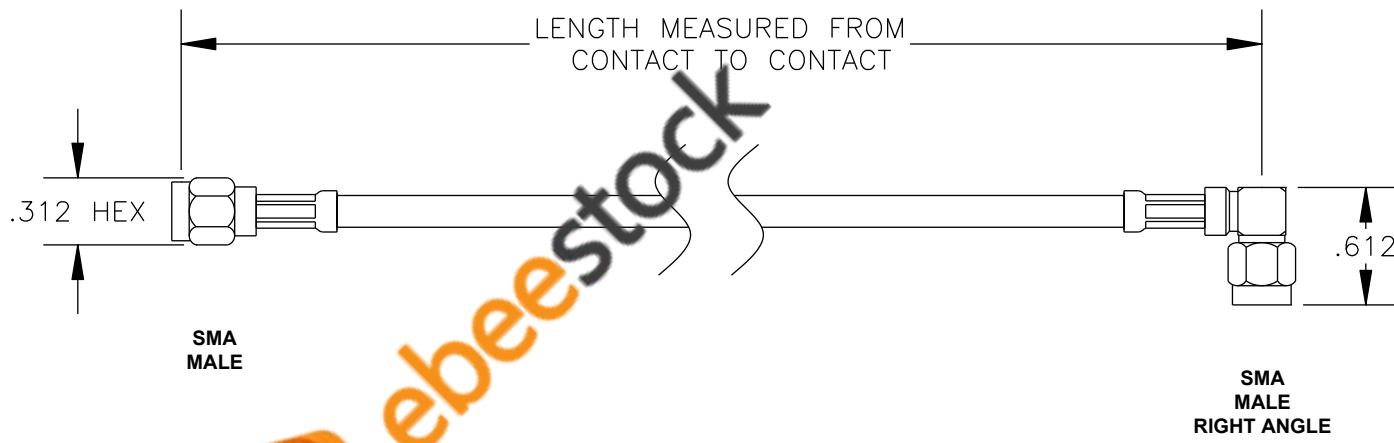 LENGTH MEASURED FROM
CONTACT TO CONTACT
.312 HEX
.612
SMA
MALE
SMA
MALE
RIGHT ANGLE
ebeestock